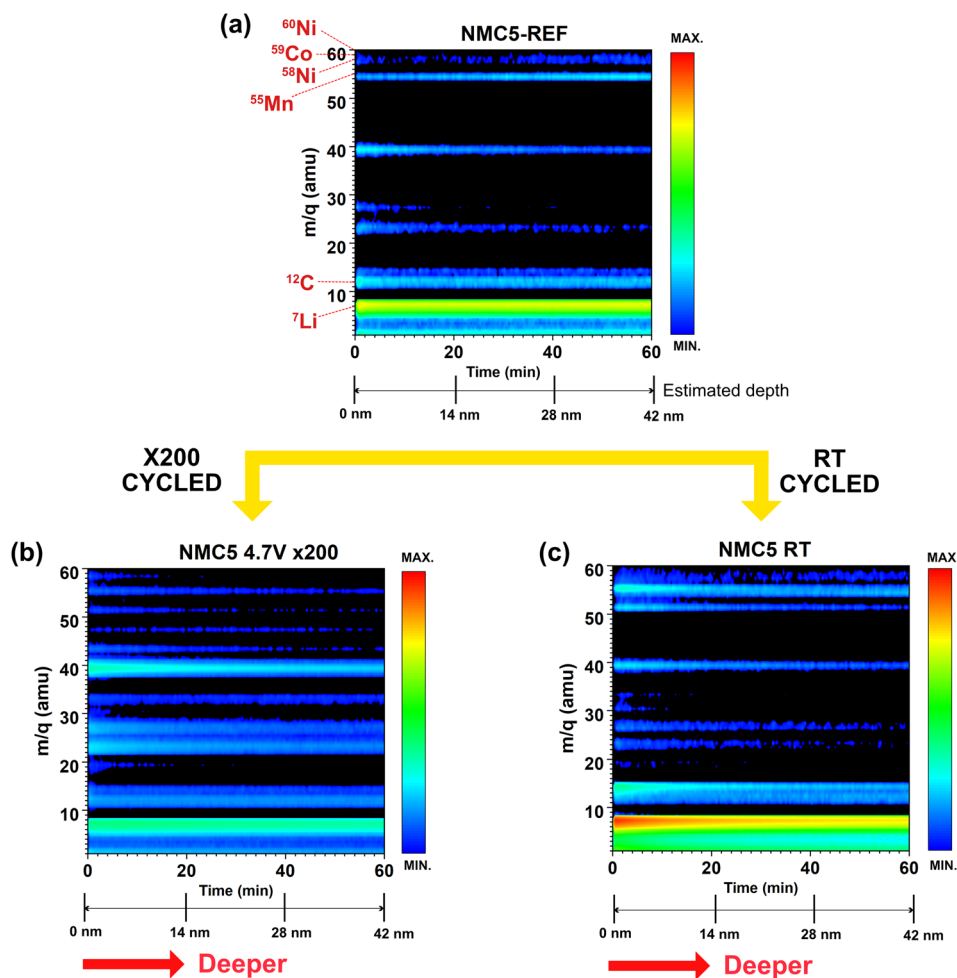 (a)
NMC5-REF
⁶⁰Ni
⁵⁹Co
⁵⁸Ni
⁵⁵Mn
¹²C
⁷Li
m/q (amu)
60
50
40
30
20
10
0 20 40 60
Time (min)
MAX.
MIN.
Estimated depth
0 nm 14 nm 28 nm 42 nm
X200
CYCLED
RT
CYCLED
(b)
NMC5 4.7V x200
MAX.
MIN.
m/q (amu)
60
50
40
30
20
10
0 20 40 60
Time (min)
0 nm 14 nm 28 nm 42 nm
Deeper
(c)
NMC5 RT
MAX
MIN.
m/q (amu)
60
50
40
30
20
10
0 20 40 60
Time (min)
0 nm 14 nm 28 nm 42 nm
Deeper